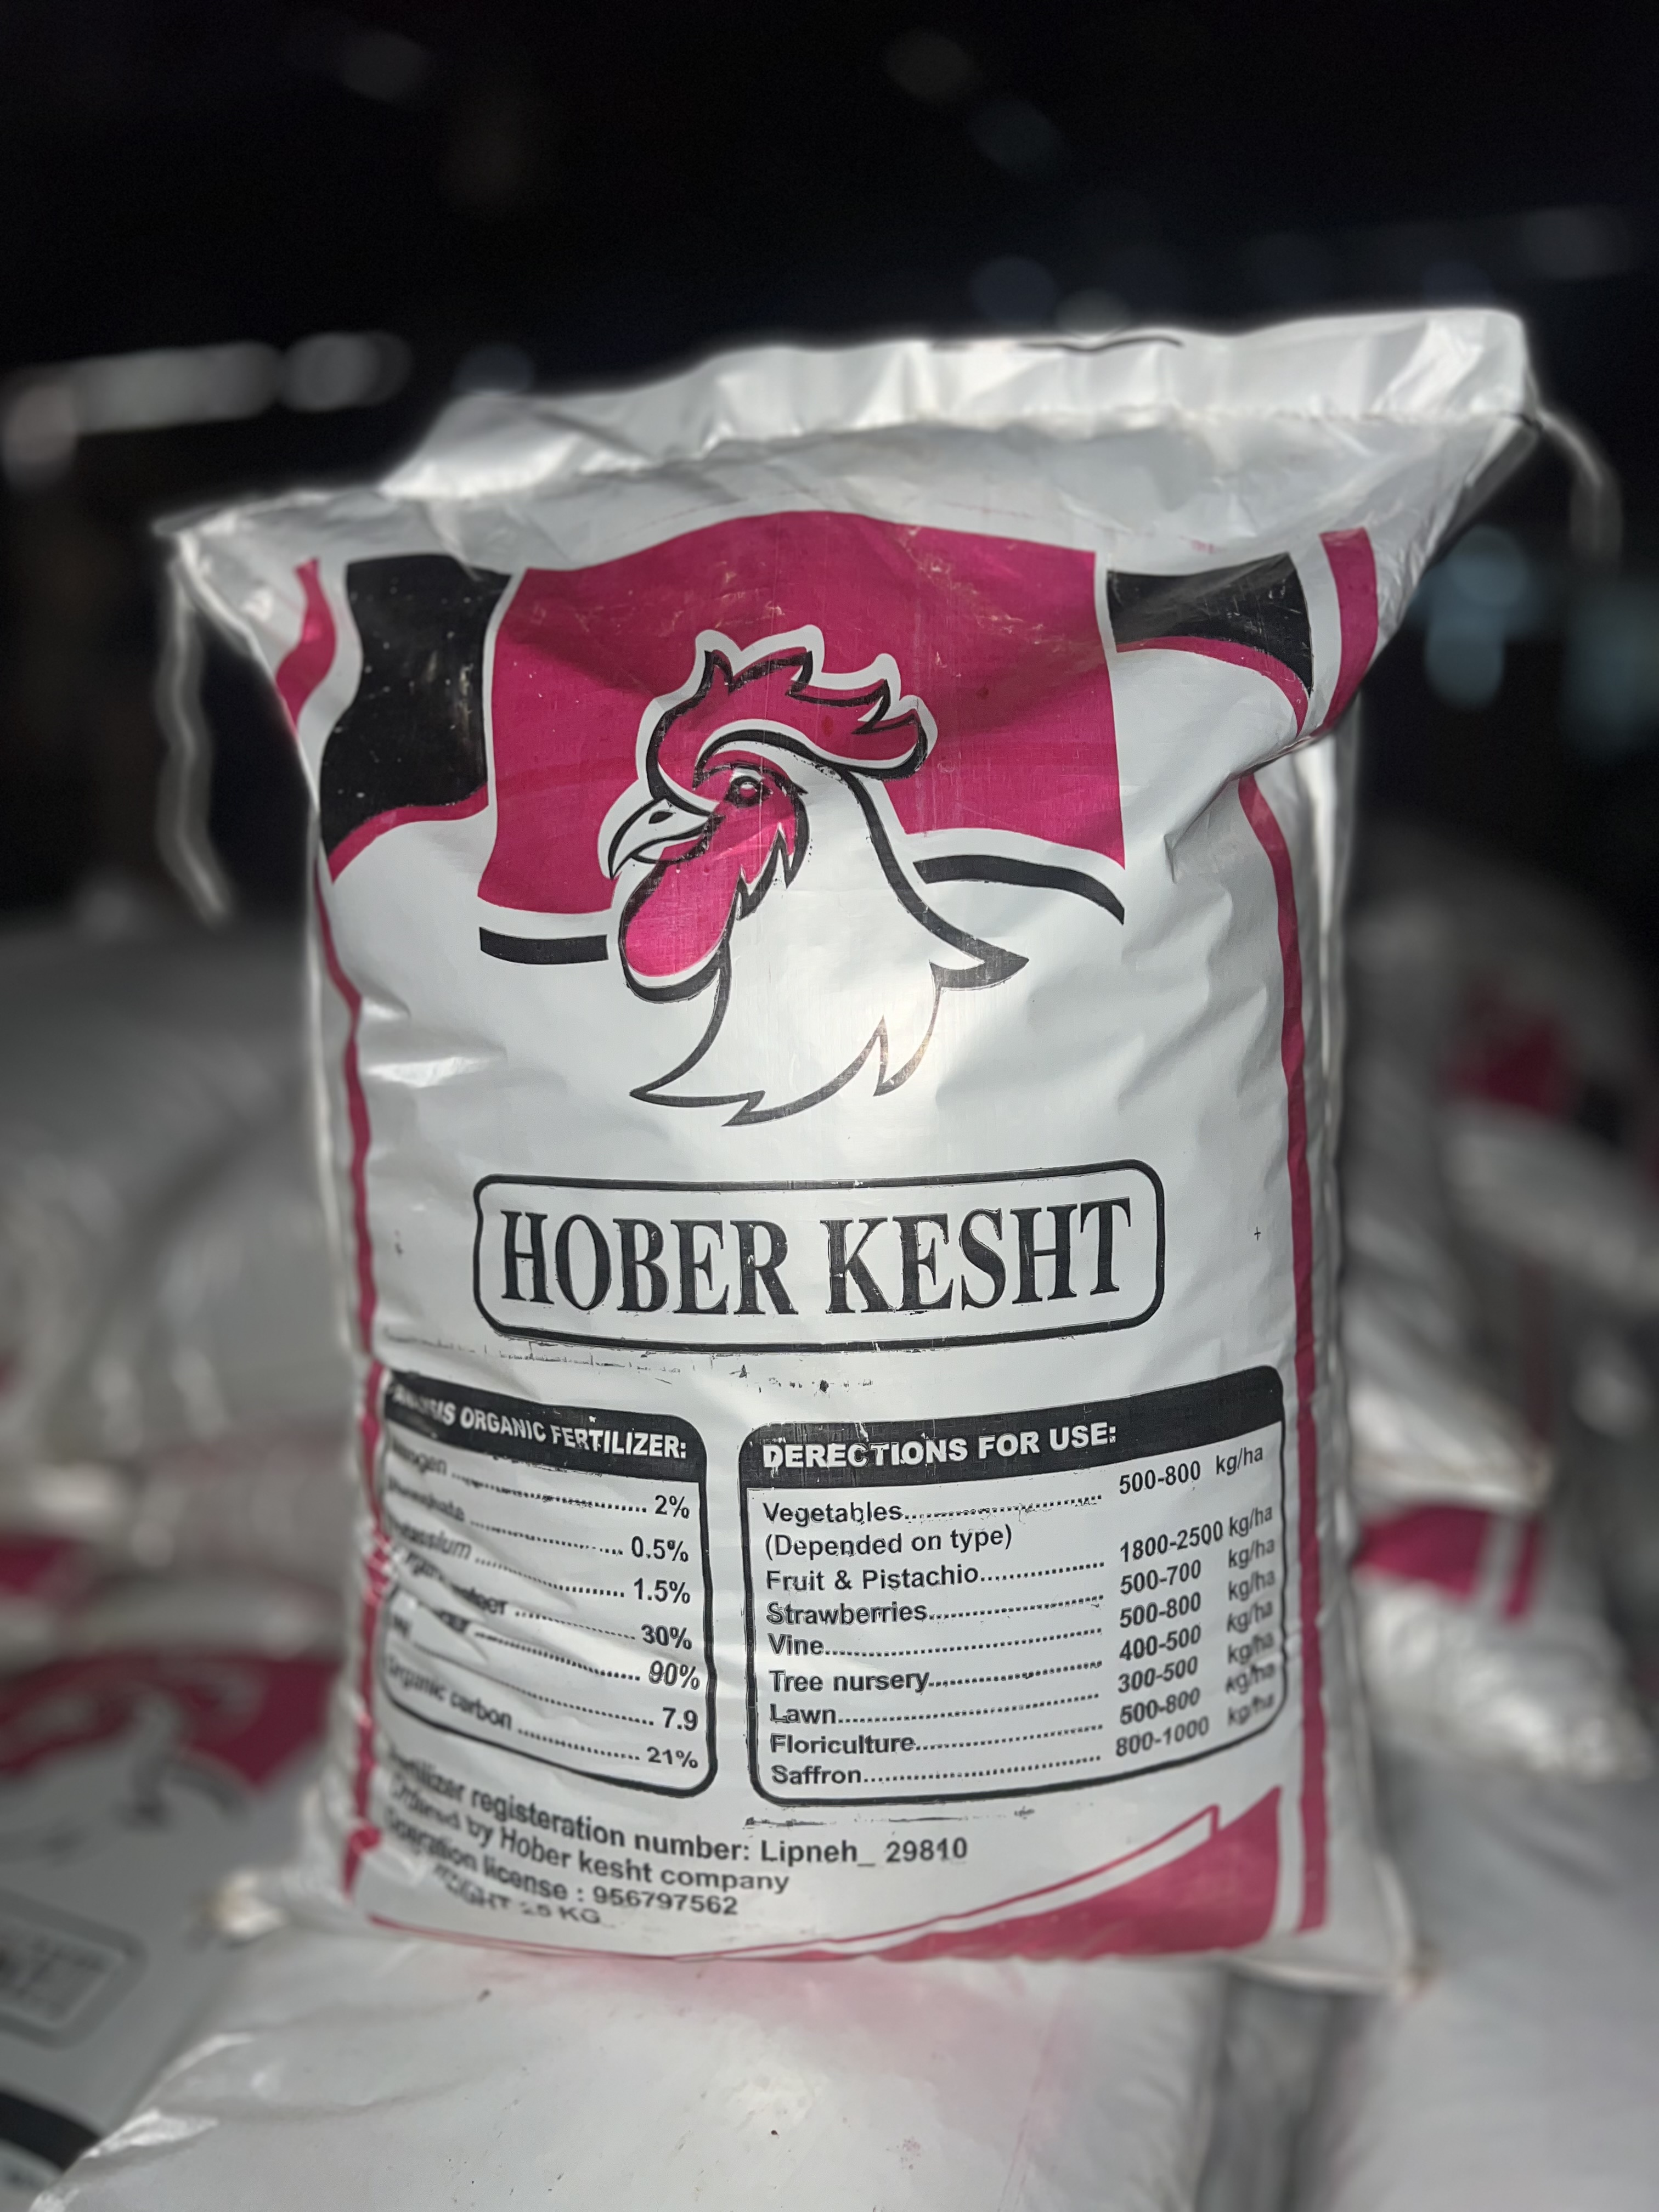 HOBER KESHT
ORGANIC FERTILIZER:
2%
0.5%
1.5%
30%
90%
7.9
Organic carbon ............... 21%
DERECTIONS FOR USE:
Vegetables................... 500-800 kg/ha
(Depended on type)
Fruit & Pistachio............ 1800-2500 kg/ha
Strawberries................. 500-700 kg/ha
Vine......................... 500-800 kg/ha
Tree nursery................. 400-500 kg/ha
Lawn......................... 300-500 kg/ha
Floriculture................. 500-800 kg/ha
Saffron...................... 800-1000 kg/ha
registeration number: Lipneh_ 29810
by Hober kesht company
license : 956797562
KG